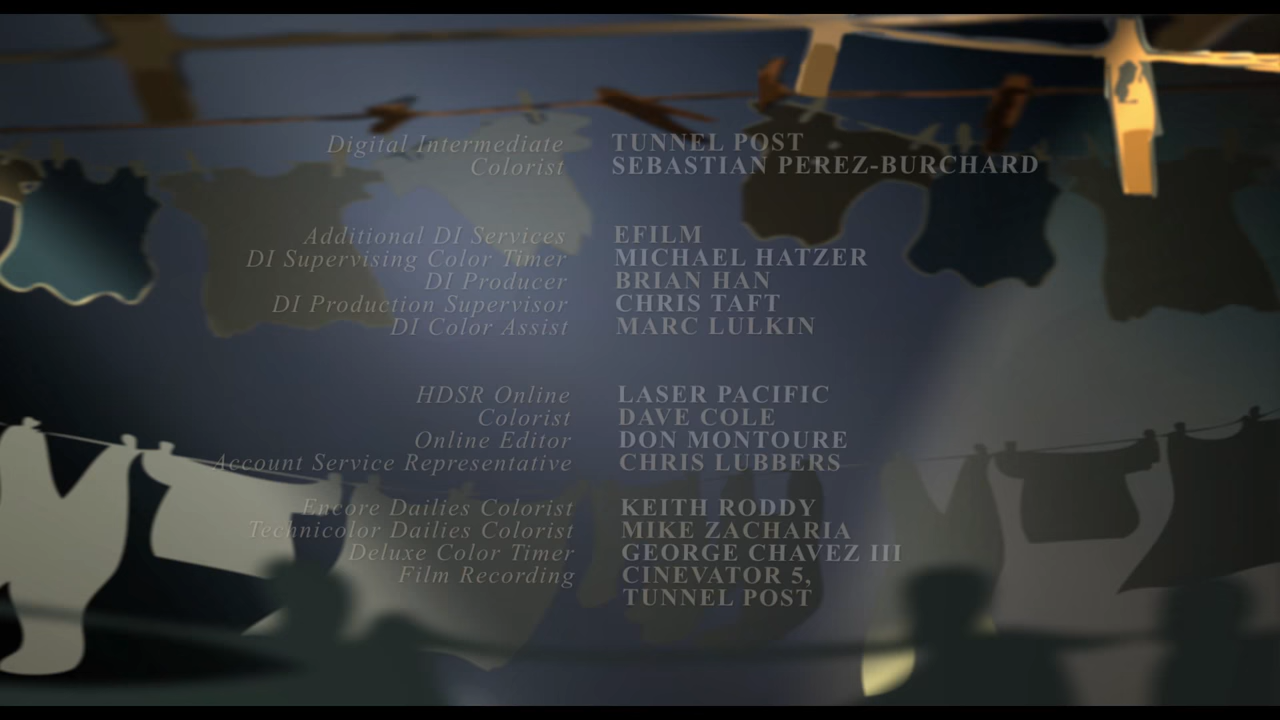 Digital Intermediate TUNNEL POST
Colorist SEBASTIAN PEREZ-BURCHARD
Additional DI Services EFILM
DI Supervising Color Timer MICHAEL HATZER
DI Producer BRIAN HAN
DI Production Supervisor CHRIS TAFT
DI Color Assist MARC LULKIN
HDSR Online LASER PACIFIC
Colorist DAVE COLE
Online Editor DON MONTOURE
Account Service Representative CHRIS LUBBERS
Encore Dailies Colorist KEITH RODDY
Technicolor Dailies Colorist MIKE ZACHARIA
Deluxe Color Timer GEORGE CHAVEZ III
Film Recording CINEVATOR 5,
TUNNEL POST